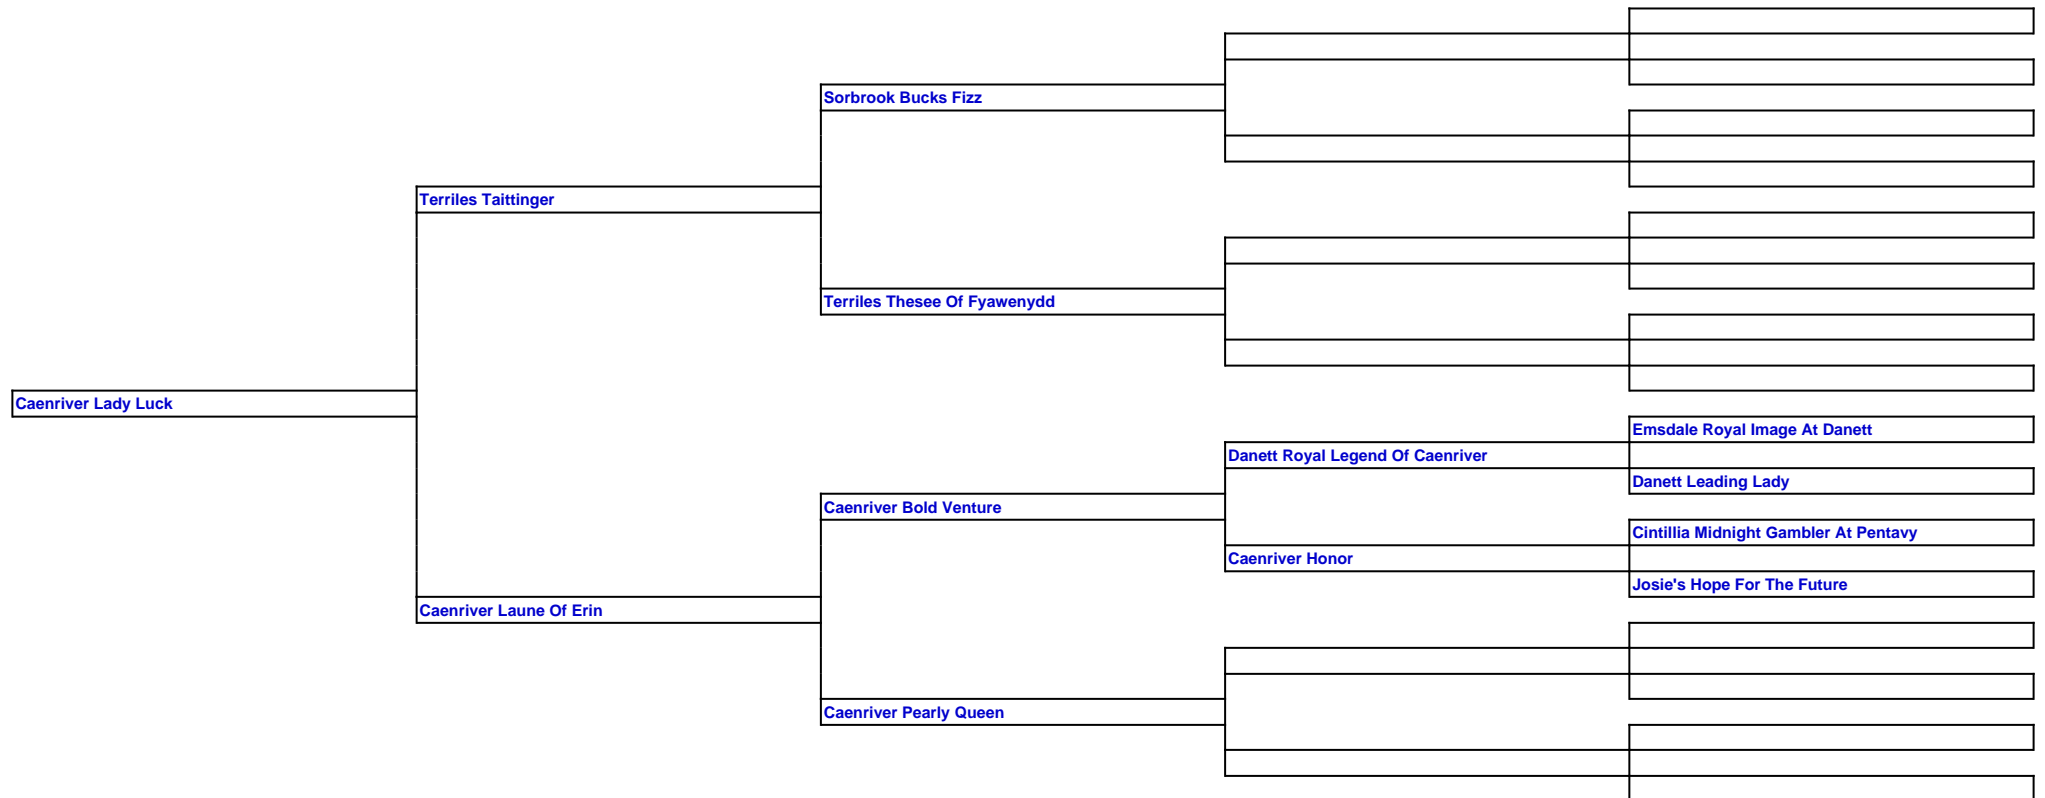 Sorbrook Bucks Fizz
Terriles Taittinger
Terriles Thesee Of Fyawenydd
Caenriver Lady Luck
Emsdale Royal Image At Danett
Danett Royal Legend Of Caenriver
Danett Leading Lady
Caenriver Bold Venture
Cintillia Midnight Gambler At Pentavy
Caenriver Honor
Josie's Hope For The Future
Caenriver Laune Of Erin
Caenriver Pearly Queen